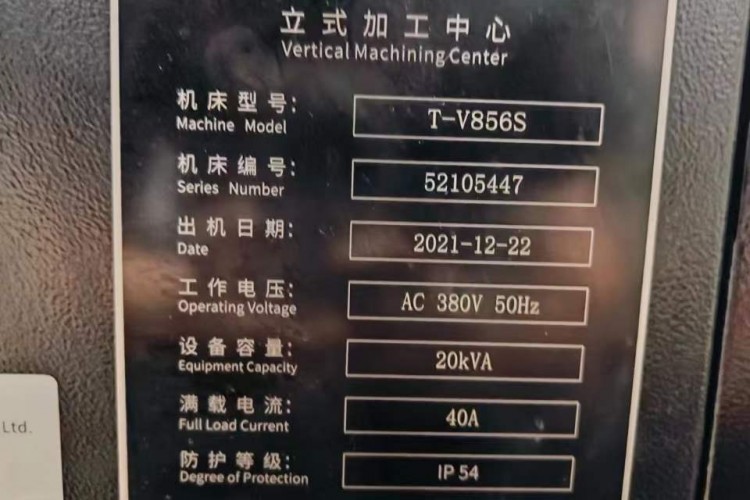 立式加工中心
Vertical Machining Center
机床型号: T-V856S
Machine Model
机床编号: 52105447
Series Number
出机日期: 2021-12-22
Date
工作电压: AC 380V 50Hz
Operating Voltage
设备容量: 20kVA
Equipment Capacity
满载电流: 40A
Full Load Current
防护等级: IP 54
Degree of Protection
Ltd.